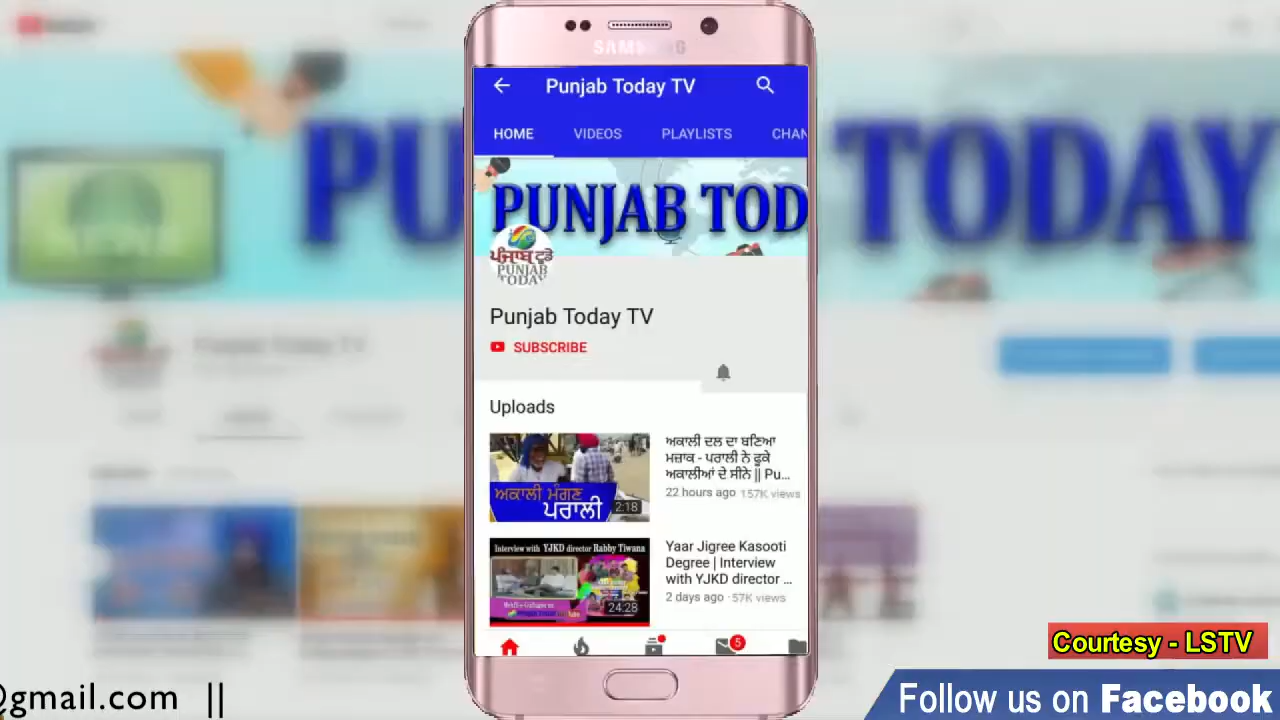 SAMSUNG
Punjab Today TV
HOME VIDEOS PLAYLISTS CHAN
PU
PUNJAB TOD
TODAY
ਪੰਜਾਬ ਟੂਡੇ
PUNJAB
TODAY
Punjab Today TV
SUBSCRIBE
Uploads
ਅਕਾਲੀ ਦਲ ਦਾ ਬਣਿਆ
ਮਜ਼ਾਕ - ਪਰਾਲੀ ਨੇ ਫੂਕੇ
ਅਕਾਲੀਆਂ ਦੇ ਸੀਨੇ || Pu...
22 hours ago 157K views
ਅਕਾਲੀ ਮੰਗਣ
ਪਰਾਲੀ
2:18
Interview with YJKD director Rabby Tiwana
24:28
Yaar Jigree Kasooti
Degree | Interview
with YJKD director ...
2 days ago · 57K views
5
Courtesy - LSTV
@gmail.com ||
Follow us on Facebook